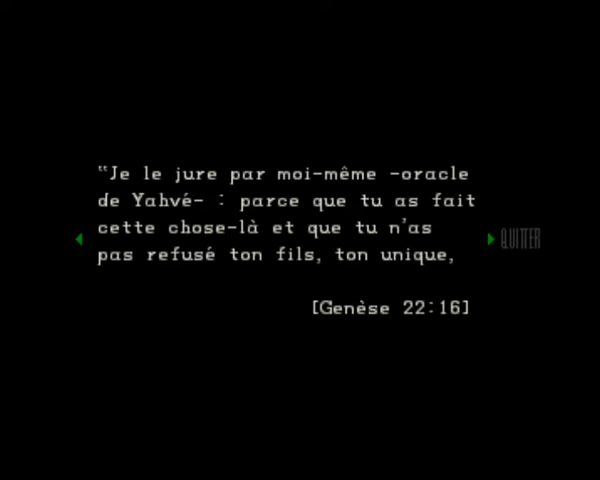 "Je le jure par moi-même -oracle
de Yahvé- : parce que tu as fait
cette chose-là et que tu n'as
pas refusé ton fils, ton unique,
QUITTER
[Genèse 22:16]